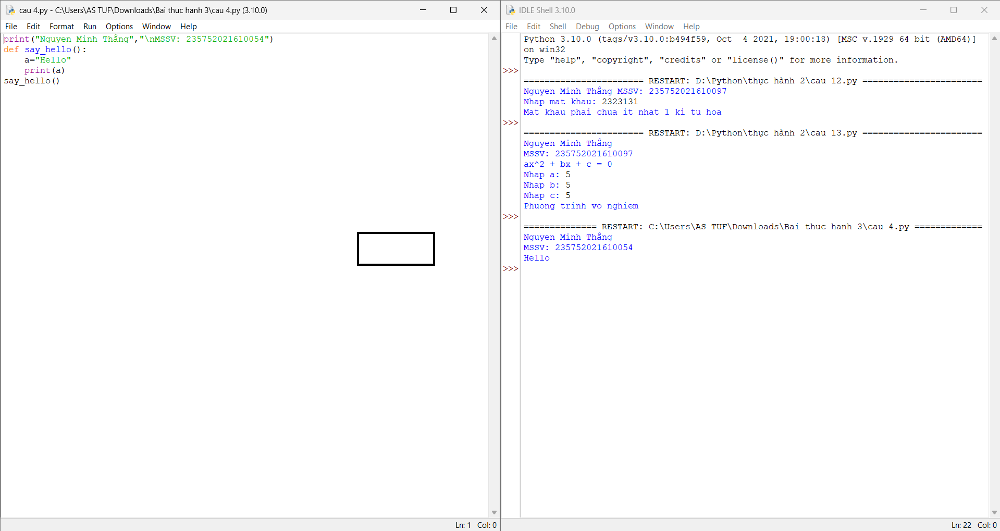 cau 4.py - C:\Users\AS TUF\Downloads\Bai thuc hanh 3\cau 4.py (3.10.0)
File Edit Format Run Options Window Help
print("Nguyen Minh Thắng","\nMSSV: 235752021610054")
def say_hello():
    a="Hello"
    print(a)
say_hello()
Ln: 1 Col: 0
IDLE Shell 3.10.0
File Edit Shell Debug Options Window Help
Python 3.10.0 (tags/v3.10.0:b494f59, Oct  4 2021, 19:00:18) [MSC v.1929 64 bit (AMD64)]
on win32
Type "help", "copyright", "credits" or "license()" for more information.
>>>
======================= RESTART: D:\Python\thực hành 2\cau 12.py =======================
Nguyen Minh Thắng MSSV: 235752021610097
Nhap mat khau: 2323131
Mat khau phai chua it nhat 1 ki tu hoa
>>>
======================= RESTART: D:\Python\thực hành 2\cau 13.py =======================
Nguyen Minh Thắng
MSSV: 235752021610097
ax^2 + bx + c = 0
Nhap a: 5
Nhap b: 5
Nhap c: 5
Phuong trinh vo nghiem
>>>
============== RESTART: C:\Users\AS TUF\Downloads\Bai thuc hanh 3\cau 4.py =============
Nguyen Minh Thắng
MSSV: 235752021610054
Hello
>>>
Ln: 22 Col: 0